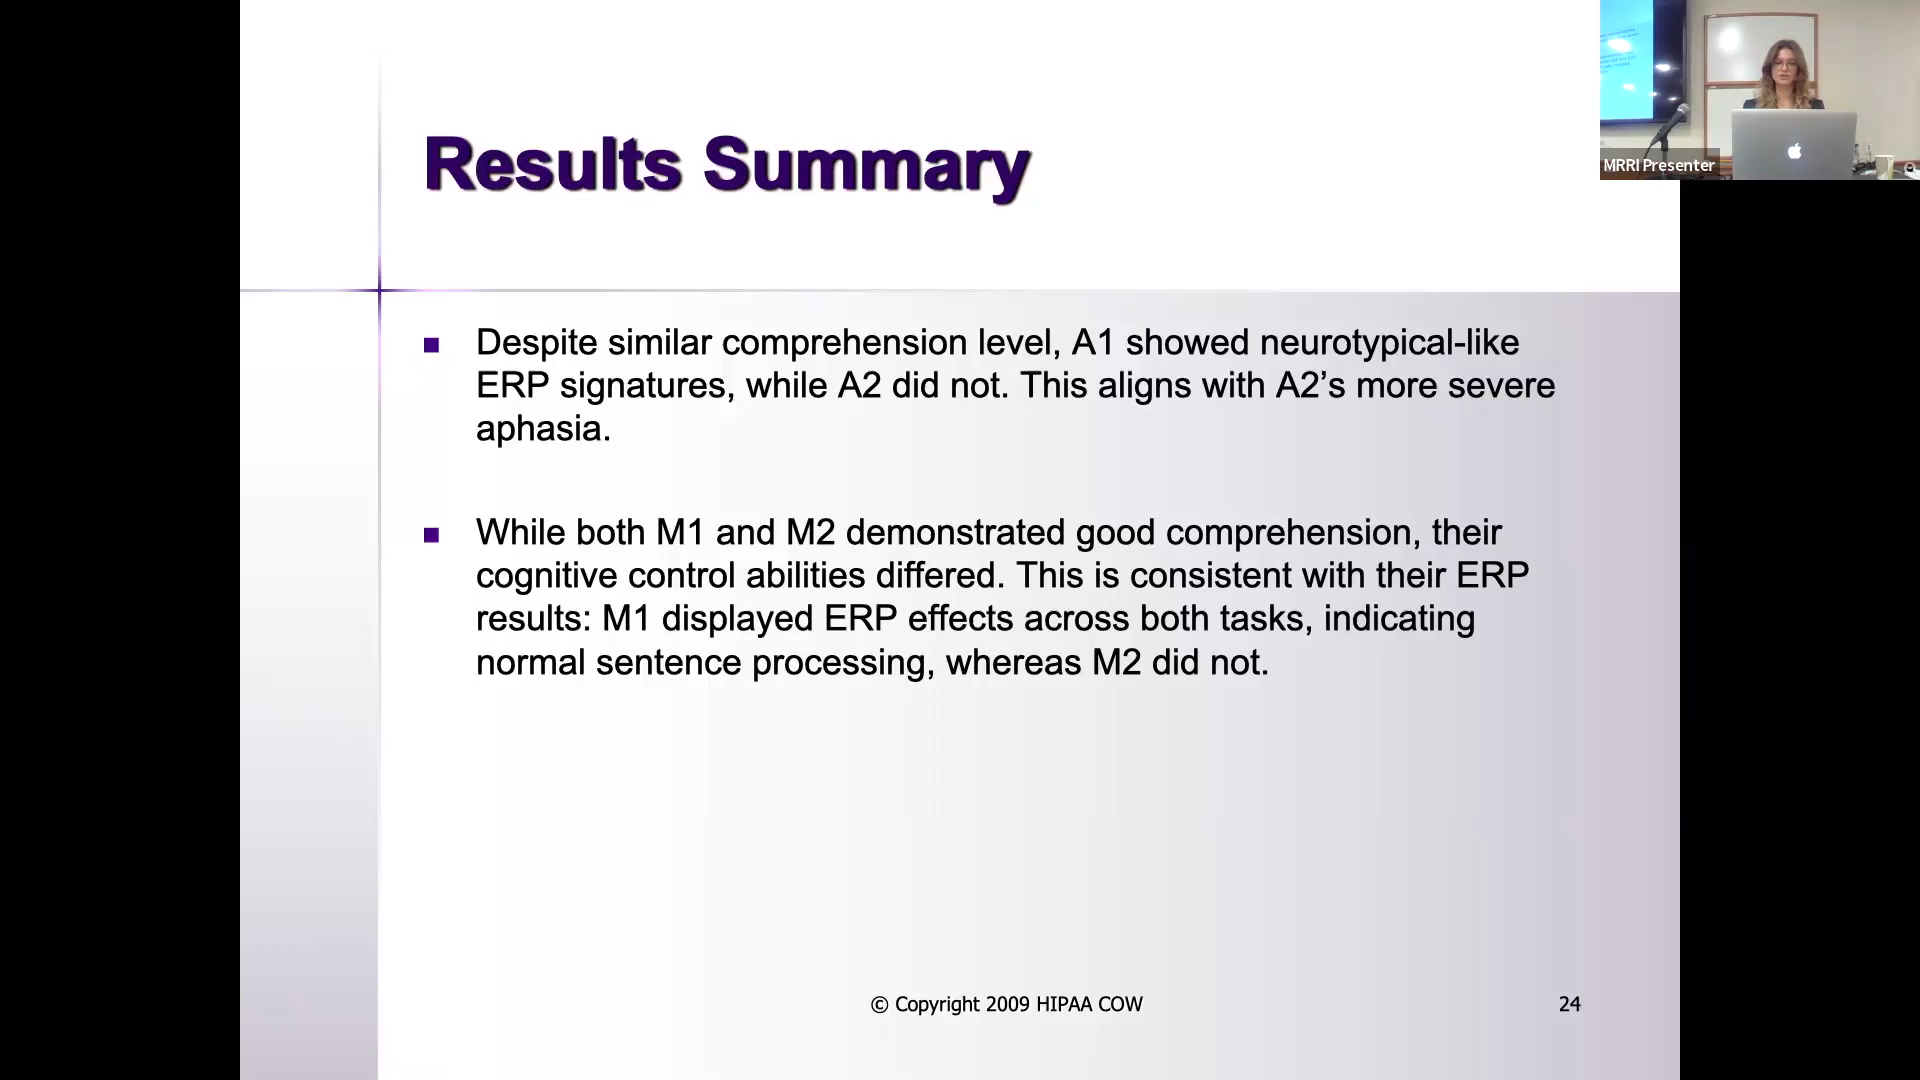 MRRI Presenter
Results Summary
Despite similar comprehension level, A1 showed neurotypical-like
ERP signatures, while A2 did not. This aligns with A2’s more severe
aphasia.
While both M1 and M2 demonstrated good comprehension, their
cognitive control abilities differed. This is consistent with their ERP
results: M1 displayed ERP effects across both tasks, indicating
normal sentence processing, whereas M2 did not.
© Copyright 2009 HIPAA COW
24